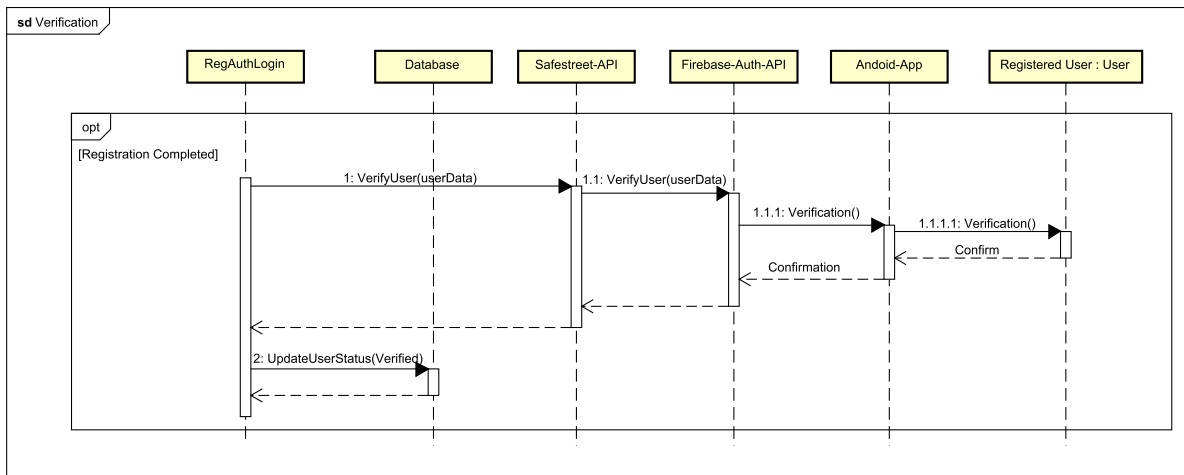 sd Verification
RegAuthLogin
Database
Safestreet-API
Firebase-Auth-API
Andoid-App
Registered User : User
opt
[Registration Completed]
1: VerifyUser(userData)
1.1: VerifyUser(userData)
1.1.1: Verification()
1.1.1.1: Verification()
Confirm
Confirmation
2: UpdateUserStatus(Verified)